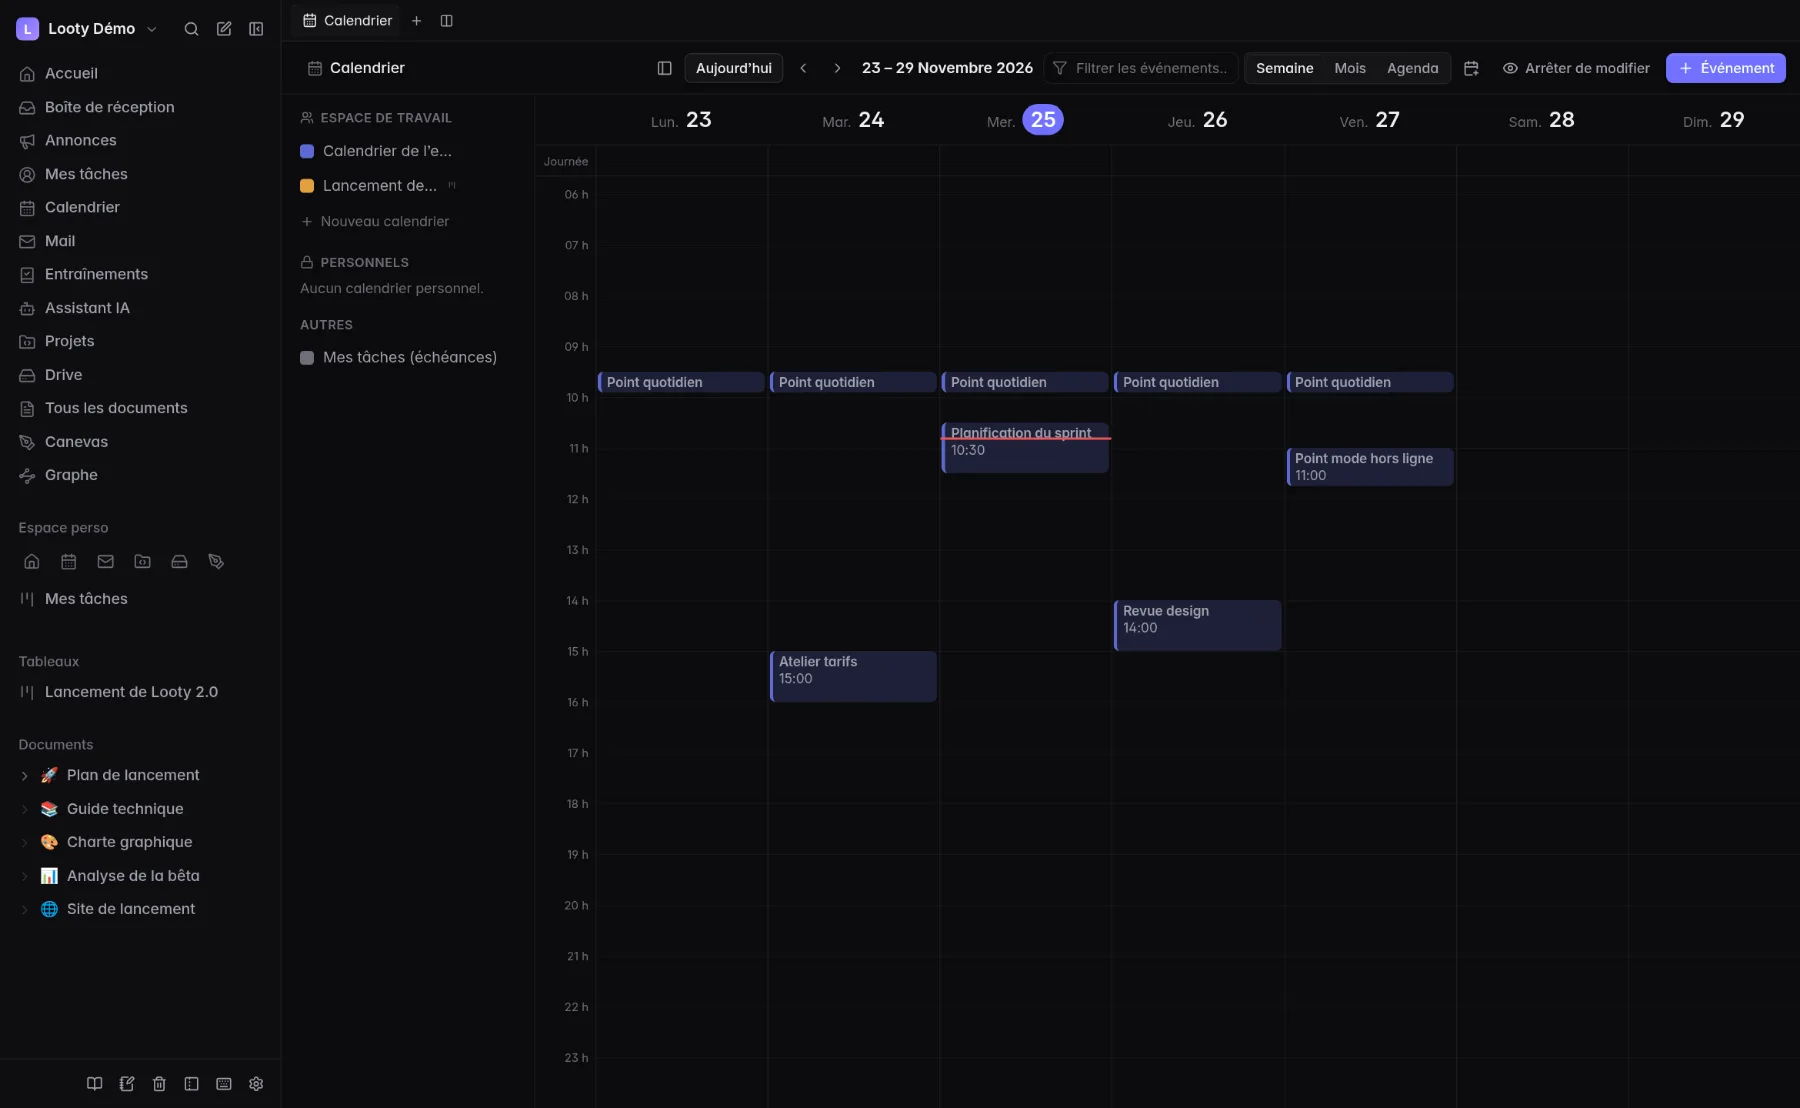 L Looty Démo
Accueil
Boîte de réception
Annonces
Mes tâches
Calendrier
Mail
Entraînements
Assistant IA
Projets
Drive
Tous les documents
Canevas
Graphe
Espace perso
Mes tâches
Tableaux
Lancement de Looty 2.0
Documents
Plan de lancement
Guide technique
Charte graphique
Analyse de la bêta
Site de lancement
Calendrier
Calendrier
Aujourd'hui
23 – 29 Novembre 2026
Filtrer les événements..
Semaine Mois Agenda
Arrêter de modifier
+ Événement
ESPACE DE TRAVAIL
Calendrier de l'e...
Lancement de...
+ Nouveau calendrier
PERSONNELS
Aucun calendrier personnel.
AUTRES
Mes tâches (échéances)
Lun. 23 Mar. 24 Mer. 25 Jeu. 26 Ven. 27 Sam. 28 Dim. 29
Journée
06 h
07 h
08 h
09 h
Point quotidien Point quotidien Point quotidien Point quotidien Point quotidien
10 h
Planification du sprint
10:30
11 h
Point mode hors ligne
11:00
12 h
13 h
14 h
Revue design
14:00
15 h
Atelier tarifs
15:00
16 h
17 h
18 h
19 h
20 h
21 h
22 h
23 h